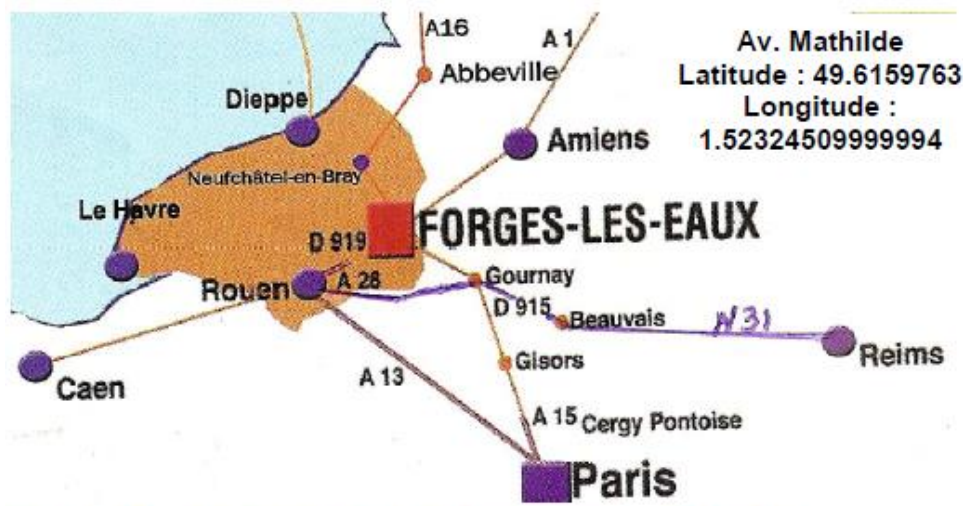 A16
A 1
Av. Mathilde
Latitude : 49.6159763
Longitude :
1.52324509999994
Abbeville
Dieppe
Amiens
Neufchâtel-en-Bray
Le Havre
FORGES-LES-EAUX
D 919
Rouen
A 28
Gournay
D 915
Beauvais
N31
Reims
Gisors
Caen
A 13
A 15
Cergy Pontoise
Paris